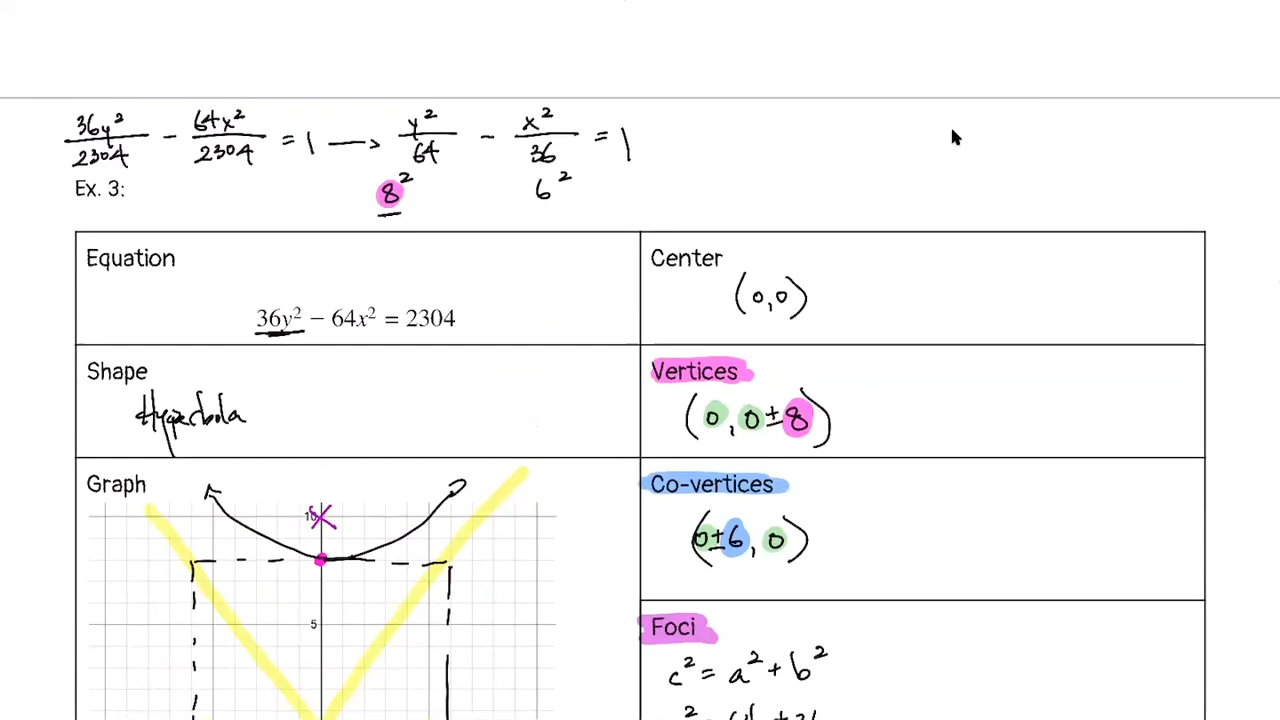 36y²/2304 − 64x²/2304 = 1 → y²/64 − x²/36 = 1
8² 6²
Ex. 3:
Equation
36y² − 64x² = 2304
Center
(0,0)
Shape
Hyperbola
Vertices
(0, 0±8)
Graph
10
5
Co-vertices
(0±6, 0)
Foci
c² = a² + b²